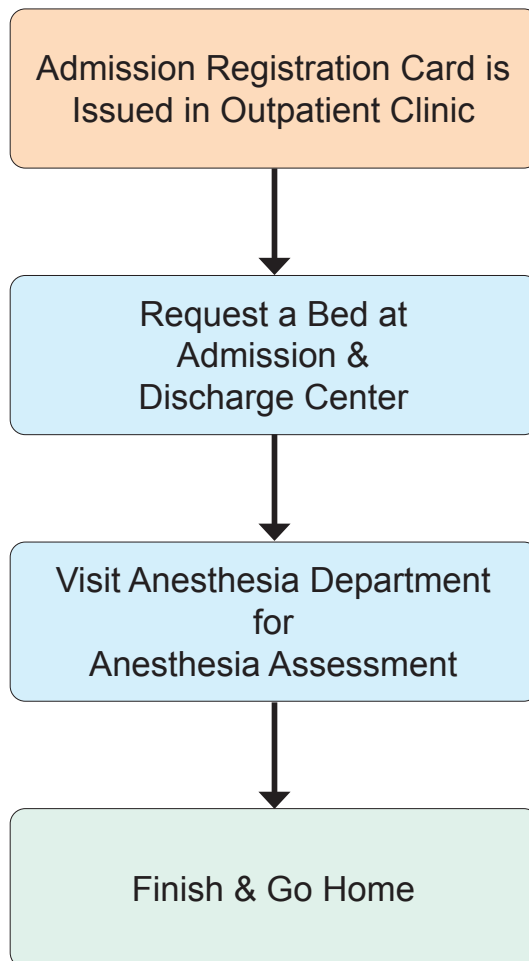 Admission Registration Card is
Issued in Outpatient Clinic
Request a Bed at
Admission &
Discharge Center
Visit Anesthesia Department
for
Anesthesia Assessment
Finish & Go Home